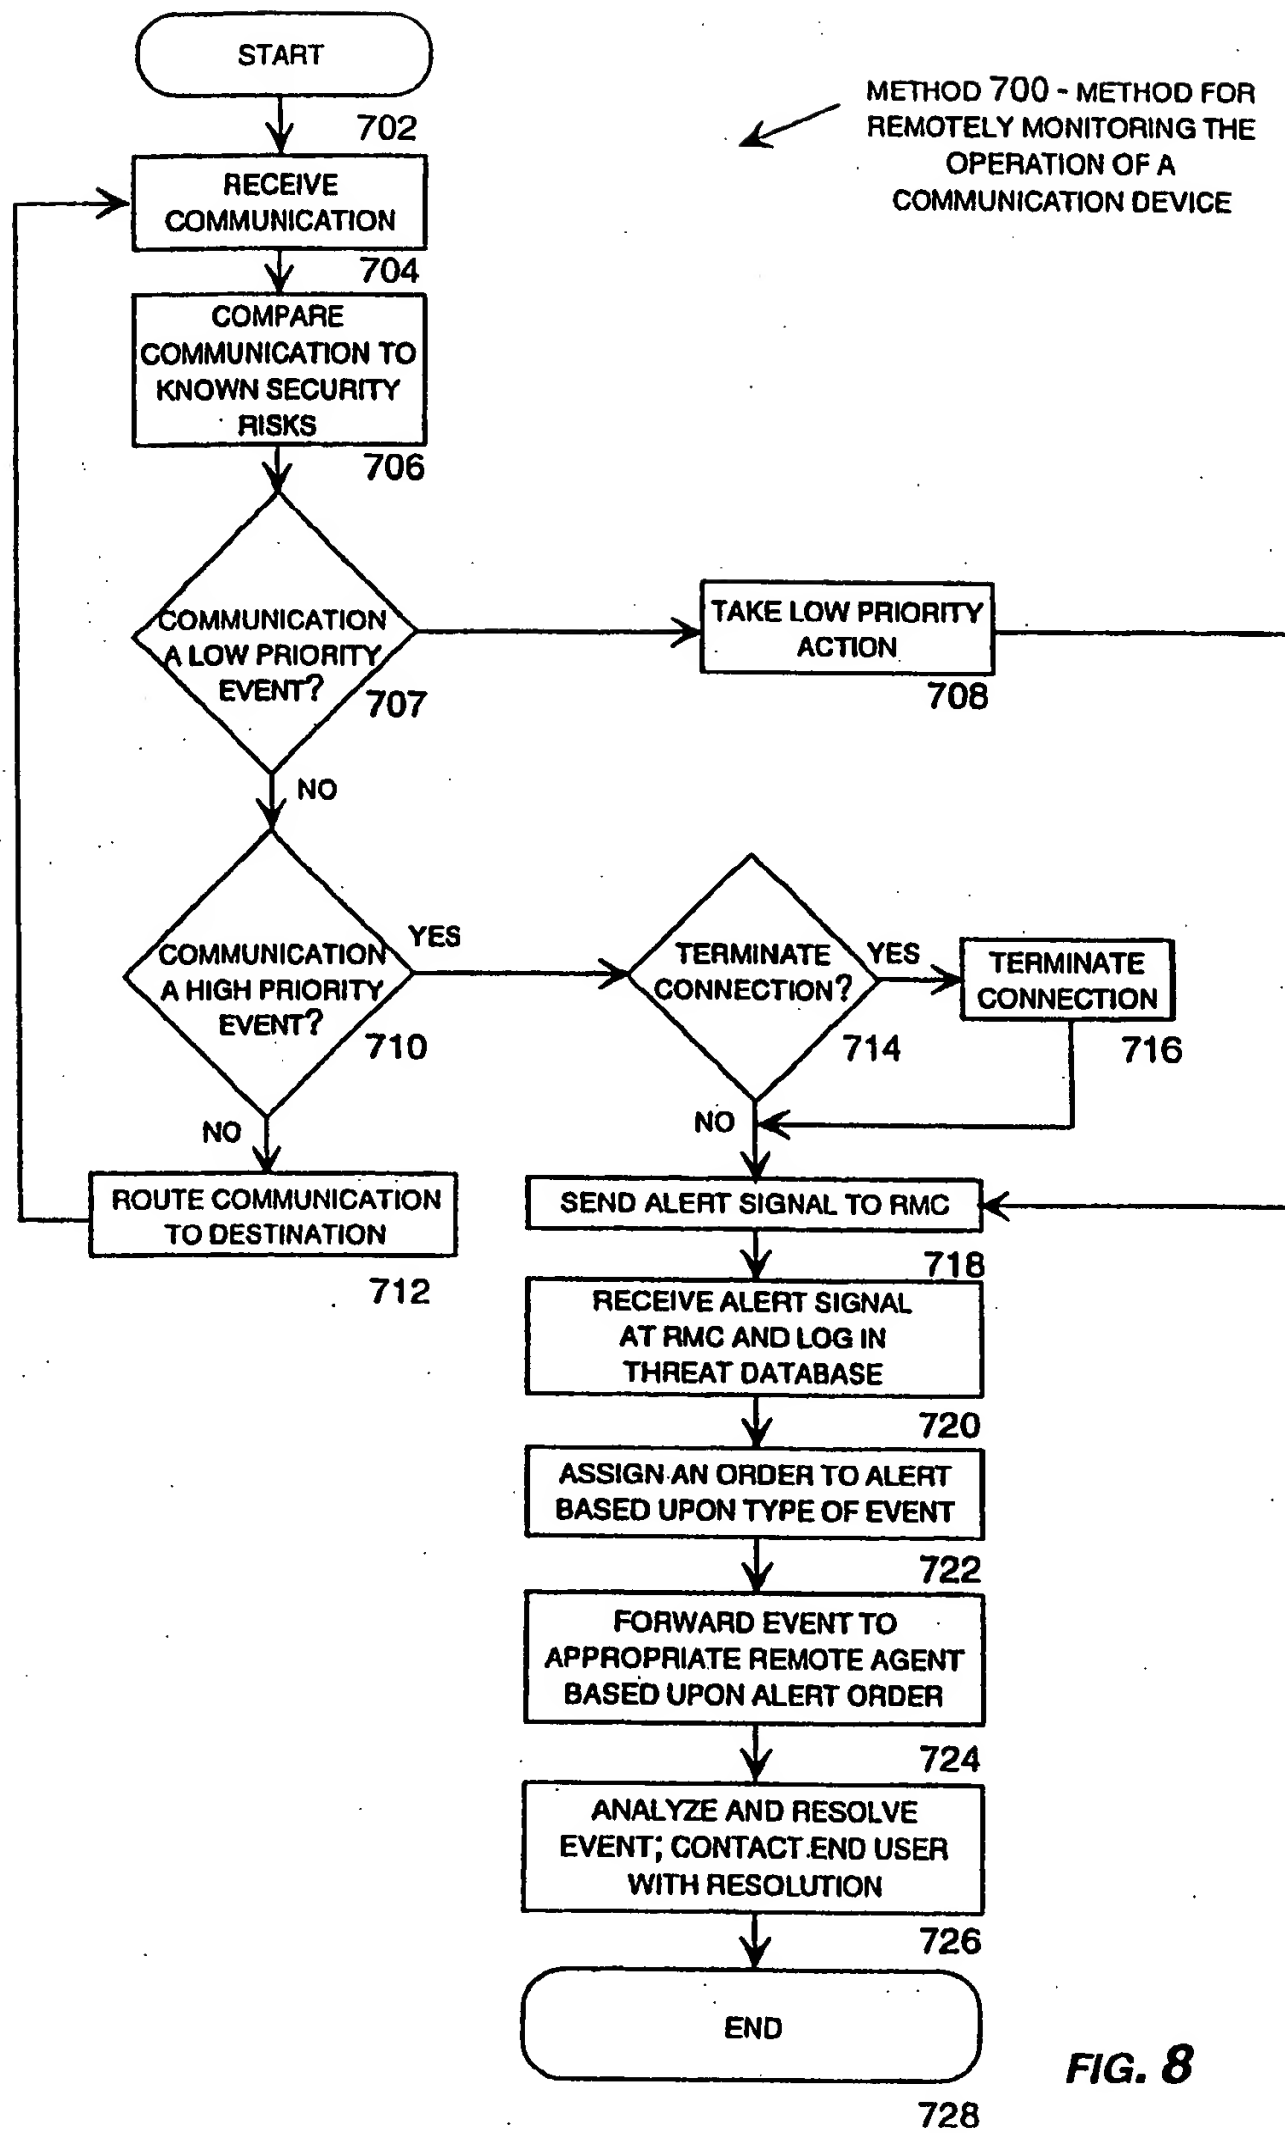 START
METHOD 700 - METHOD FOR
REMOTELY MONITORING THE
OPERATION OF A
COMMUNICATION DEVICE
702
RECEIVE
COMMUNICATION
704
COMPARE
COMMUNICATION TO
KNOWN SECURITY
RISKS
706
COMMUNICATION
A LOW PRIORITY
EVENT?
707
TAKE LOW PRIORITY
ACTION
708
NO
COMMUNICATION
A HIGH PRIORITY
EVENT?
710
YES
TERMINATE
CONNECTION?
714
YES
TERMINATE
CONNECTION
716
NO
ROUTE COMMUNICATION
TO DESTINATION
712
NO
SEND ALERT SIGNAL TO RMC
718
RECEIVE ALERT SIGNAL
AT RMC AND LOG IN
THREAT DATABASE
720
ASSIGN AN ORDER TO ALERT
BASED UPON TYPE OF EVENT
722
FORWARD EVENT TO
APPROPRIATE REMOTE AGENT
BASED UPON ALERT ORDER
724
ANALYZE AND RESOLVE
EVENT; CONTACT END USER
WITH RESOLUTION
726
END
728
FIG. 8